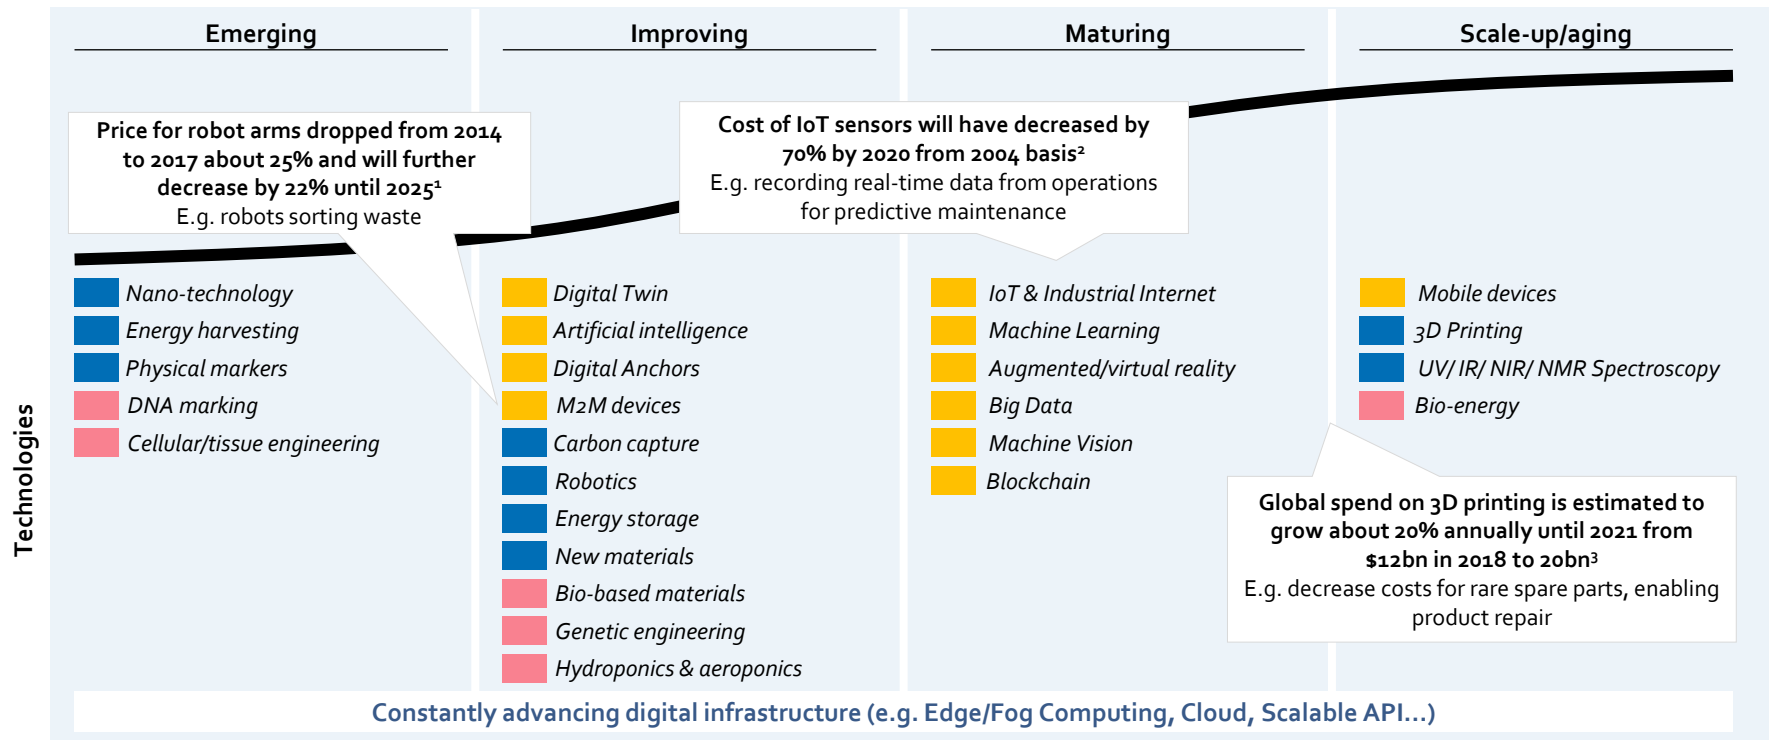 Emerging
Improving
Maturing
Scale-up/aging
Price for robot arms dropped from 2014
to 2017 about 25% and will further
decrease by 22% until 2025¹
E.g. robots sorting waste
Cost of IoT sensors will have decreased by
70% by 2020 from 2004 basis²
E.g. recording real-time data from operations
for predictive maintenance
Technologies
Nano-technology
Energy harvesting
Physical markers
DNA marking
Cellular/tissue engineering
Digital Twin
Artificial intelligence
Digital Anchors
M2M devices
Carbon capture
Robotics
Energy storage
New materials
Bio-based materials
Genetic engineering
Hydroponics & aeroponics
IoT & Industrial Internet
Machine Learning
Augmented/virtual reality
Big Data
Machine Vision
Blockchain
Mobile devices
3D Printing
UV/ IR/ NIR/ NMR Spectroscopy
Bio-energy
Global spend on 3D printing is estimated to
grow about 20% annually until 2021 from
$12bn in 2018 to 20bn³
E.g. decrease costs for rare spare parts, enabling
product repair
Constantly advancing digital infrastructure (e.g. Edge/Fog Computing, Cloud, Scalable API...)